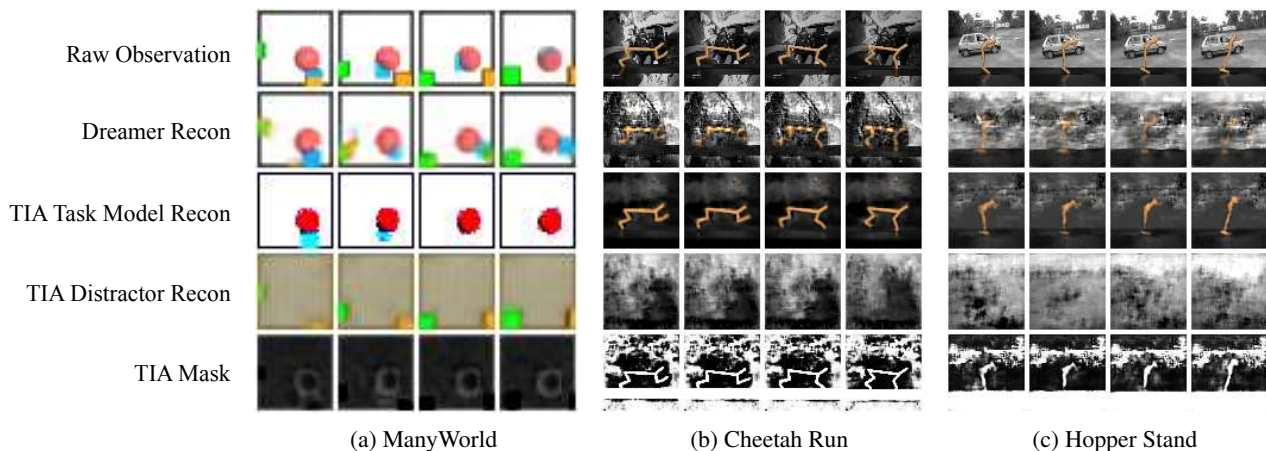 Raw Observation
Dreamer Recon
TIA Task Model Recon
TIA Distractor Recon
TIA Mask
(a) ManyWorld
(b) Cheetah Run
(c) Hopper Stand